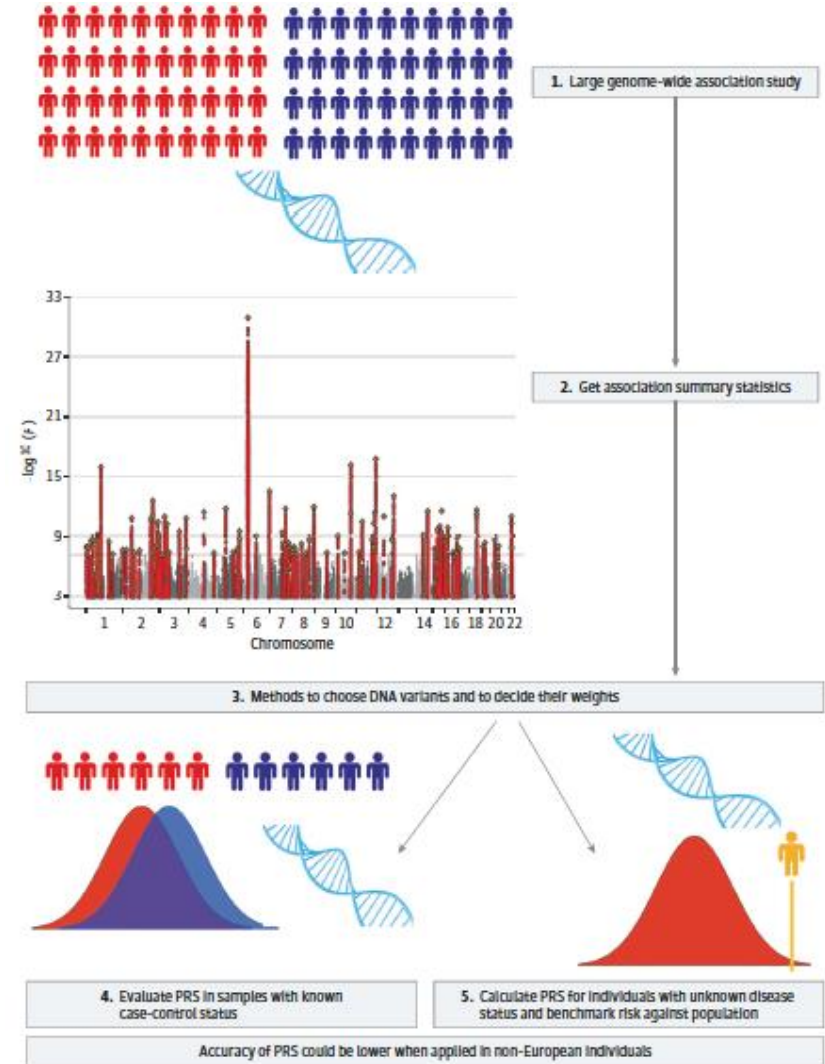 1. Large genome-wide association study
33
27
21
15
9
3
-log¹⁰ (P)
1 2 3 4 5 6 7 8 9 10 12 14 16 18 20 22
Chromosome
2. Get association summary statistics
3. Methods to choose DNA variants and to decide their weights
4. Evaluate PRS in samples with known
case-control status
5. Calculate PRS for individuals with unknown disease
status and benchmark risk against population
Accuracy of PRS could be lower when applied in non-European individuals